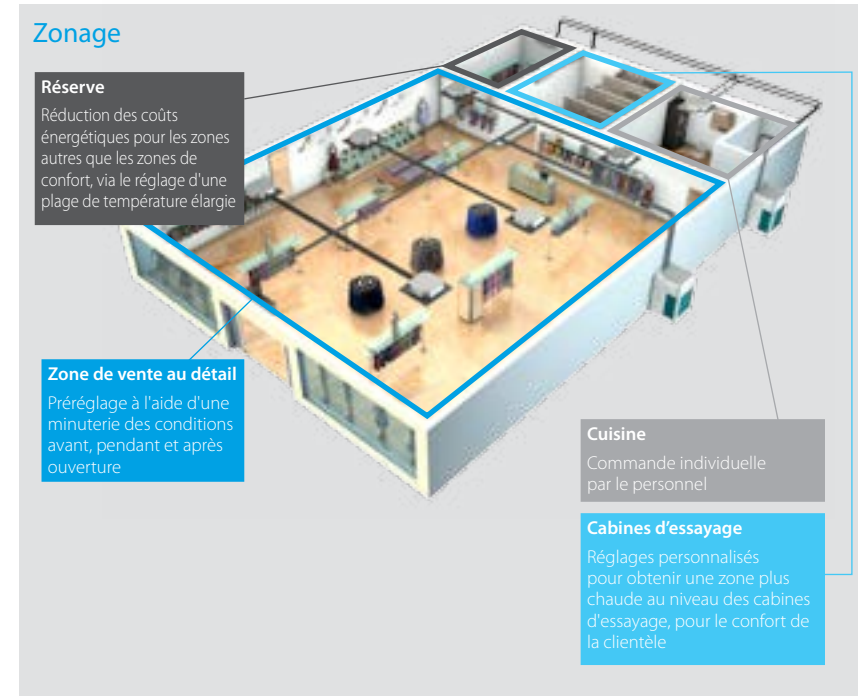 Zonage
Réserve
Réduction des coûts
énergétiques pour les zones
autres que les zones de
confort, via le réglage d'une
plage de température élargie
Zone de vente au détail
Préréglage à l'aide d'une
minuterie des conditions
avant, pendant et après
ouverture
Cuisine
Commande individuelle
par le personnel
Cabines d’essayage
Réglages personnalisés
pour obtenir une zone plus
chaude au niveau des cabines
d'essayage, pour le confort de
la clientèle